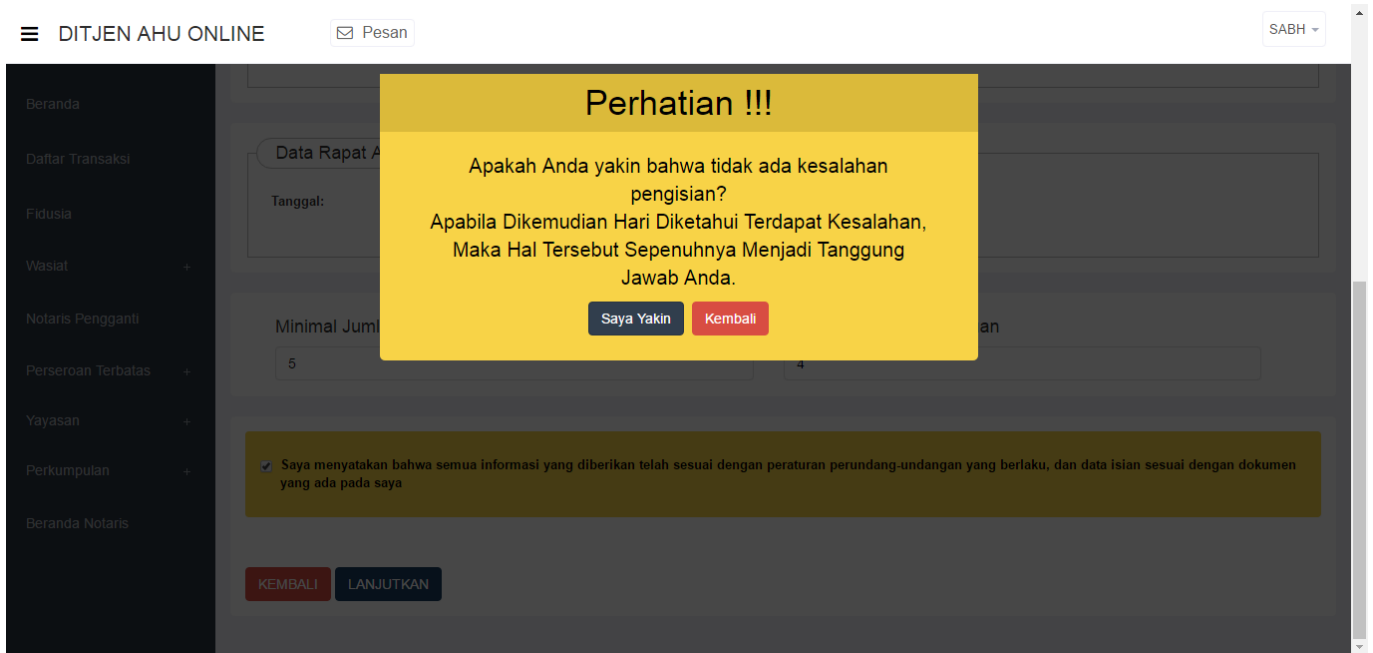 DITJEN AHU ONLINE
Pesan
SABH
Beranda
Daftar Transaksi
Fidusia
Wasiat +
Notaris Pengganti
Perseroan Terbatas +
Yayasan +
Perkumpulan +
Beranda Notaris
Perhatian !!!
Apakah Anda yakin bahwa tidak ada kesalahan
pengisian?
Apabila Dikemudian Hari Diketahui Terdapat Kesalahan,
Maka Hal Tersebut Sepenuhnya Menjadi Tanggung
Jawab Anda.
Saya Yakin Kembali
Data Rapat A
Tanggal:
Minimal Juml an
5 4
Saya menyatakan bahwa semua informasi yang diberikan telah sesuai dengan peraturan perundang-undangan yang berlaku, dan data isian sesuai dengan dokumen
yang ada pada saya
KEMBALI LANJUTKAN